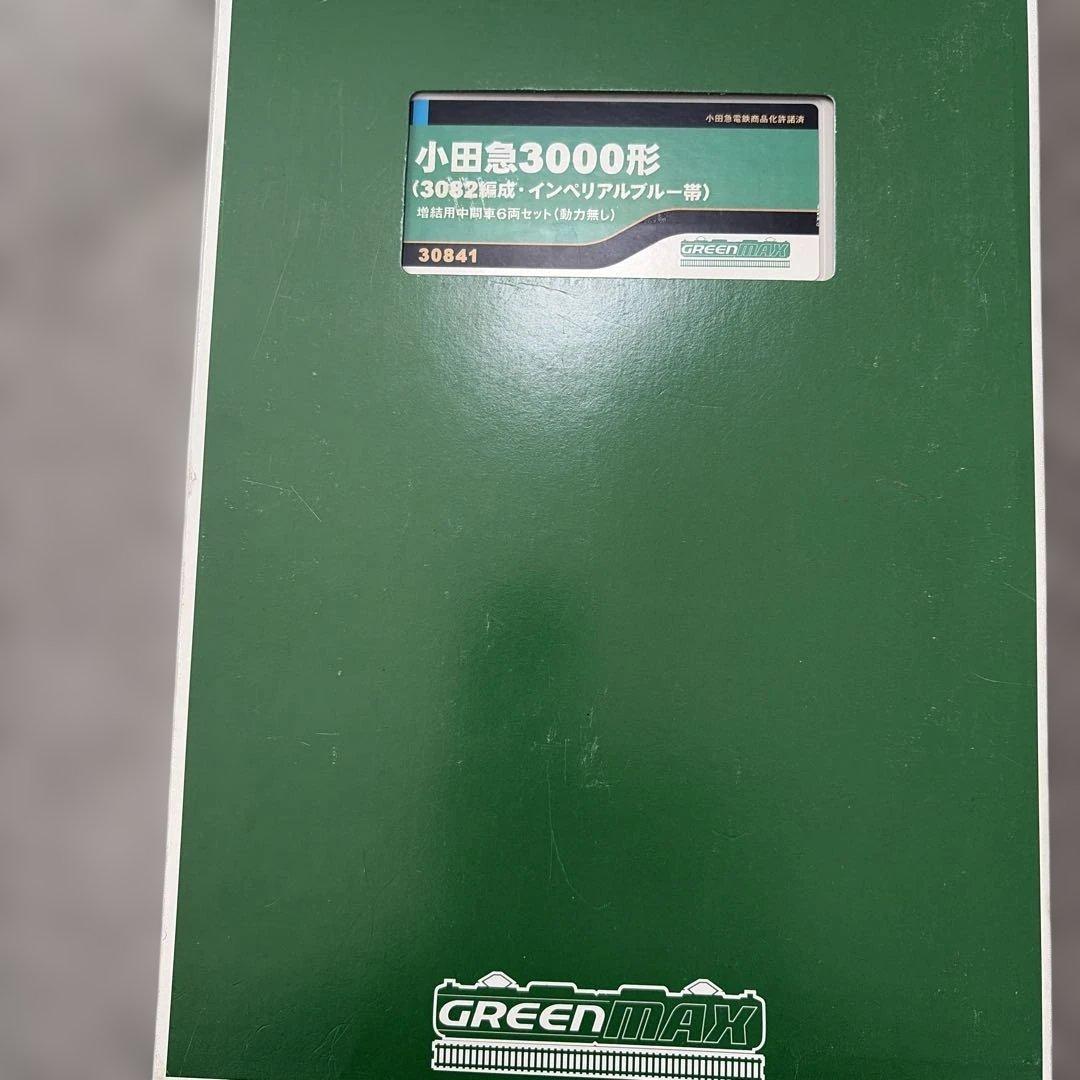 小田急電鉄商品化許諾済
小田急3000形
(3082編成・インペリアルブルー帯)
増結用中間車6両セット(動力無し)
30841
GREENMAX
GREENMAX